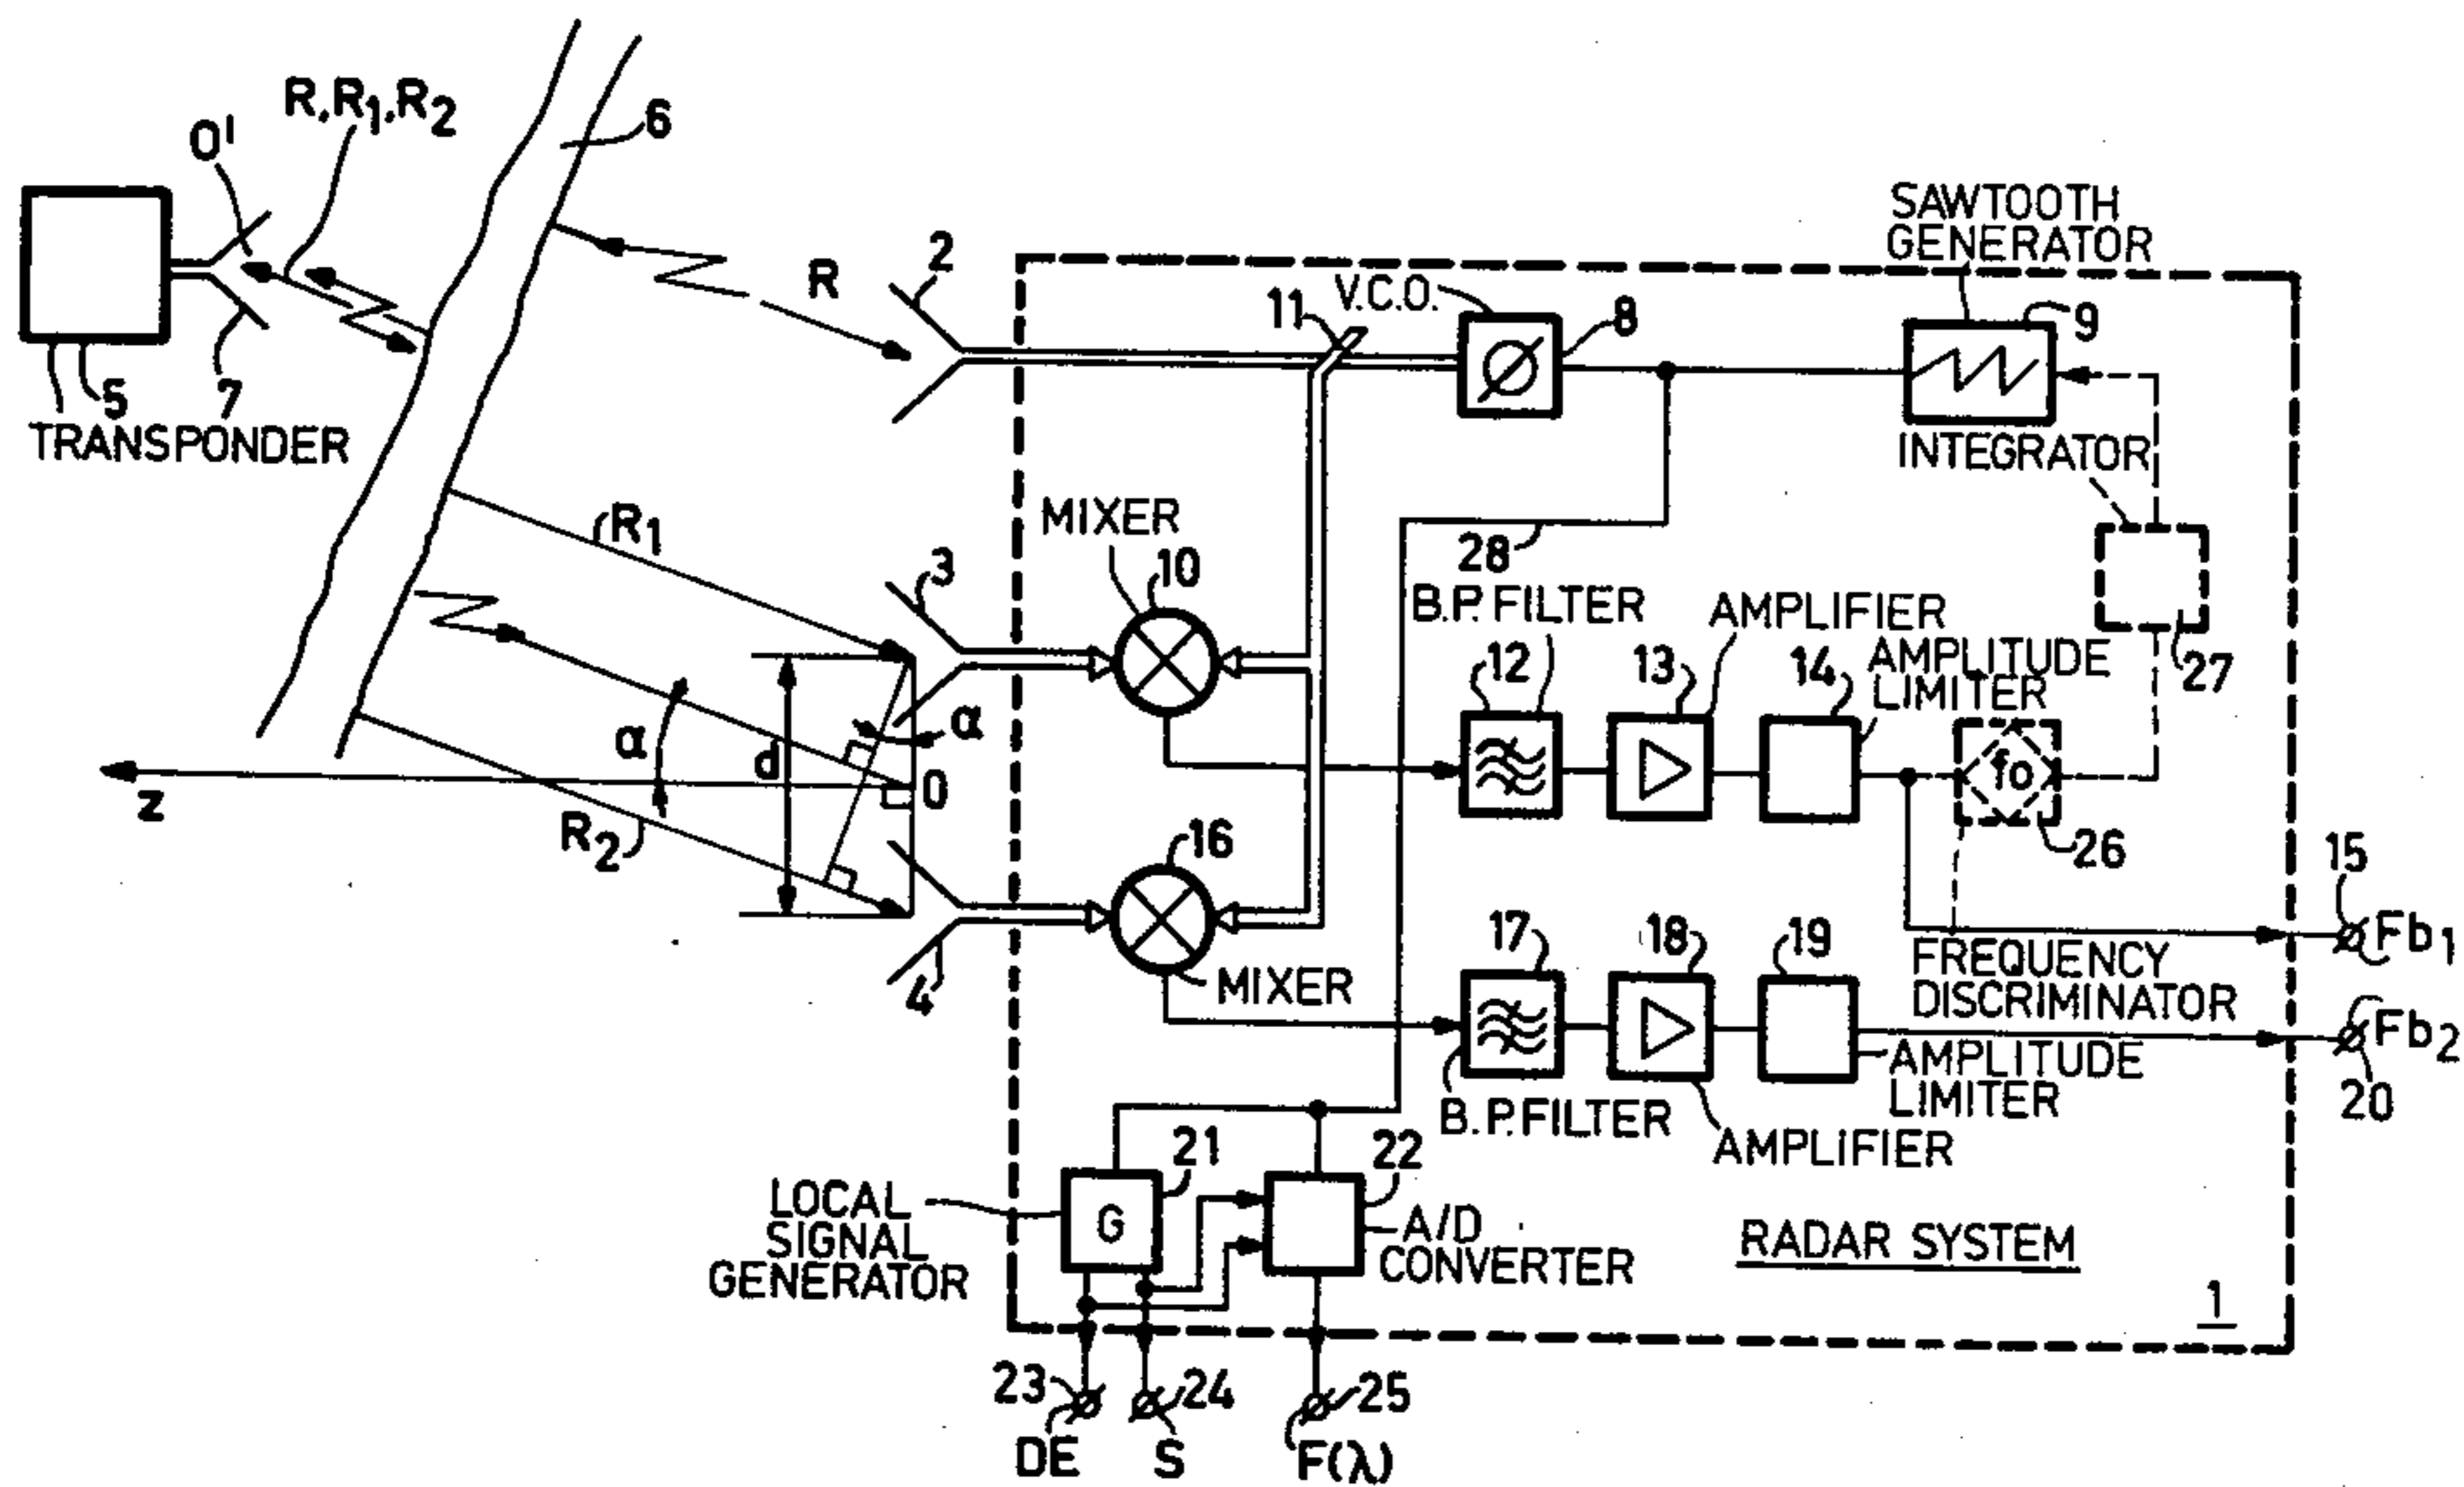 R, R1, R2
O'
6
SAWTOOTH
GENERATOR
2
R
V.C.O.
11
8
9
5
7
TRANSPONDER
INTEGRATOR
MIXER
R1
28
3
10
B.P. FILTER
AMPLIFIER
AMPLITUDE
LIMITER
27
12
13
14
α
α
d
fo
O
Z
R2
16
26
15
Fb1
17
18
19
FREQUENCY
DISCRIMINATOR
4
MIXER
Fb2
AMPLITUDE
LIMITER
20
B.P. FILTER
AMPLIFIER
21
22
LOCAL
SIGNAL
GENERATOR
G
A/D
CONVERTER
RADAR SYSTEM
1
23
24
25
DE
S
F(λ)